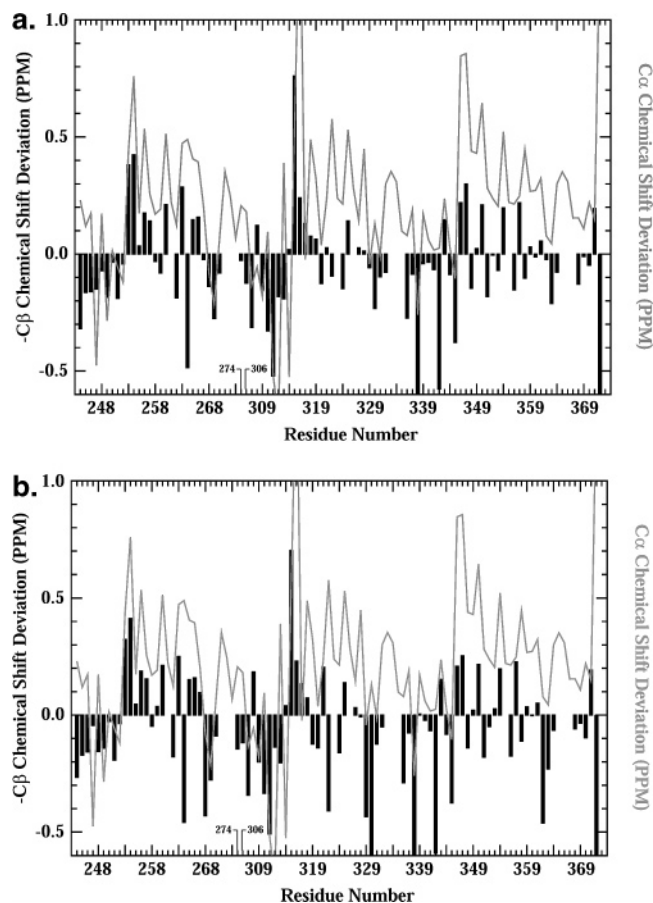 a.
1.0
0.5
0.0
-0.5
-Cβ Chemical Shift Deviation (PPM)
Cα Chemical Shift Deviation (PPM)
274 306
248 258 268 309 319 329 339 349 359 369
Residue Number
b.
1.0
0.5
0.0
-0.5
-Cβ Chemical Shift Deviation (PPM)
Cα Chemical Shift Deviation (PPM)
274 306
248 258 268 309 319 329 339 349 359 369
Residue Number